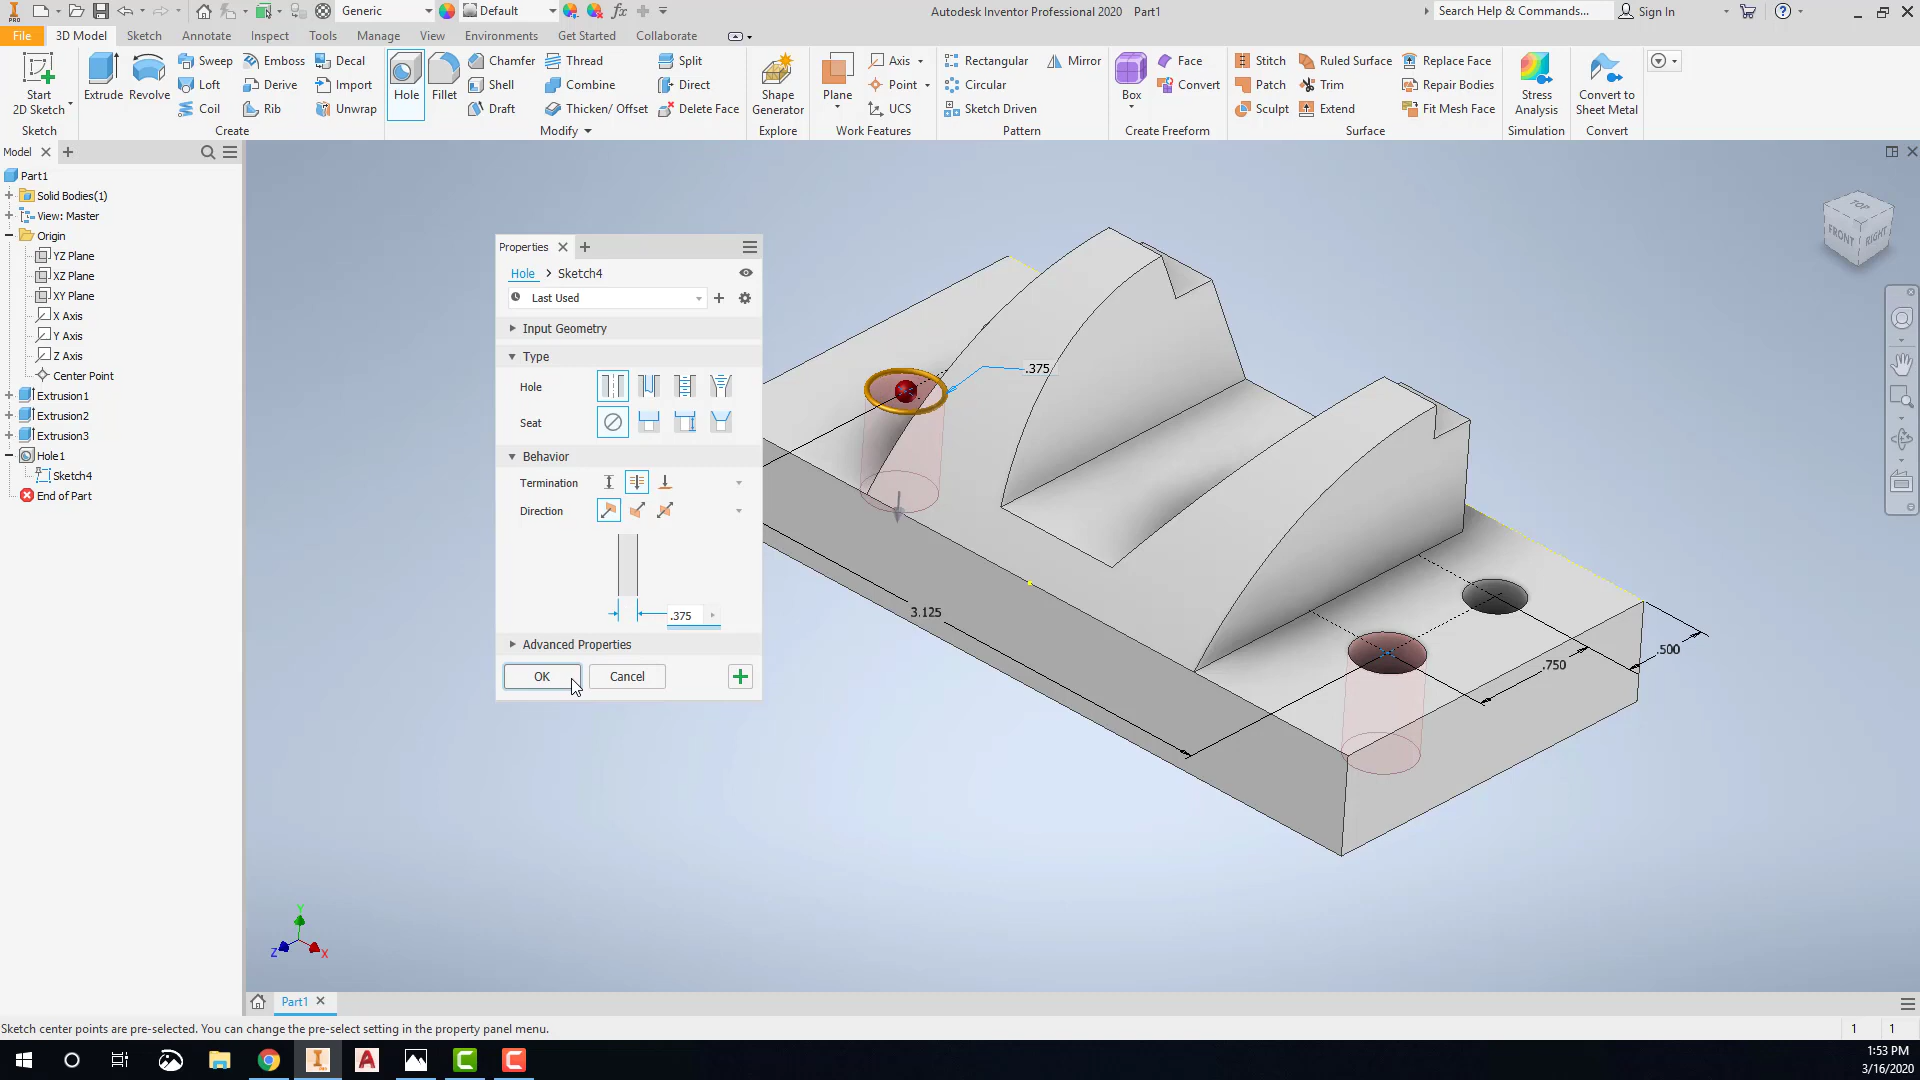 PRO
Generic
Default
fx
Autodesk Inventor Professional 2020 Part1
Search Help & Commands...
Sign In
File
3D Model
Sketch
Annotate
Inspect
Tools
Manage
View
Environments
Get Started
Collaborate
Start
2D Sketch
Extrude
Revolve
Sweep
Loft
Coil
Emboss
Derive
Rib
Decal
Import
Unwrap
Hole
Fillet
Chamfer
Shell
Draft
Thread
Combine
Thicken/ Offset
Split
Direct
Delete Face
Shape
Generator
Plane
Axis
Point
UCS
Rectangular
Circular
Sketch Driven
Mirror
Box
Face
Convert
Stitch
Patch
Sculpt
Ruled Surface
Trim
Extend
Replace Face
Repair Bodies
Fit Mesh Face
Stress
Analysis
Convert to
Sheet Metal
Sketch
Create
Modify
Explore
Work Features
Pattern
Create Freeform
Surface
Simulation
Convert
Model
Part1
Solid Bodies(1)
View: Master
Origin
YZ Plane
XZ Plane
XY Plane
X Axis
Y Axis
Z Axis
Center Point
Extrusion1
Extrusion2
Extrusion3
Hole1
Sketch4
End of Part
Properties
Hole > Sketch4
Last Used
Input Geometry
Type
Hole
Seat
Behavior
Termination
Direction
.375
Advanced Properties
OK
Cancel
.375
3.125
.750
.500
TOP
FRONT
RIGHT
Y
Z
X
Part1
Sketch center points are pre-selected. You can change the pre-select setting in the property panel menu.
1
1
1:53 PM
3/16/2020